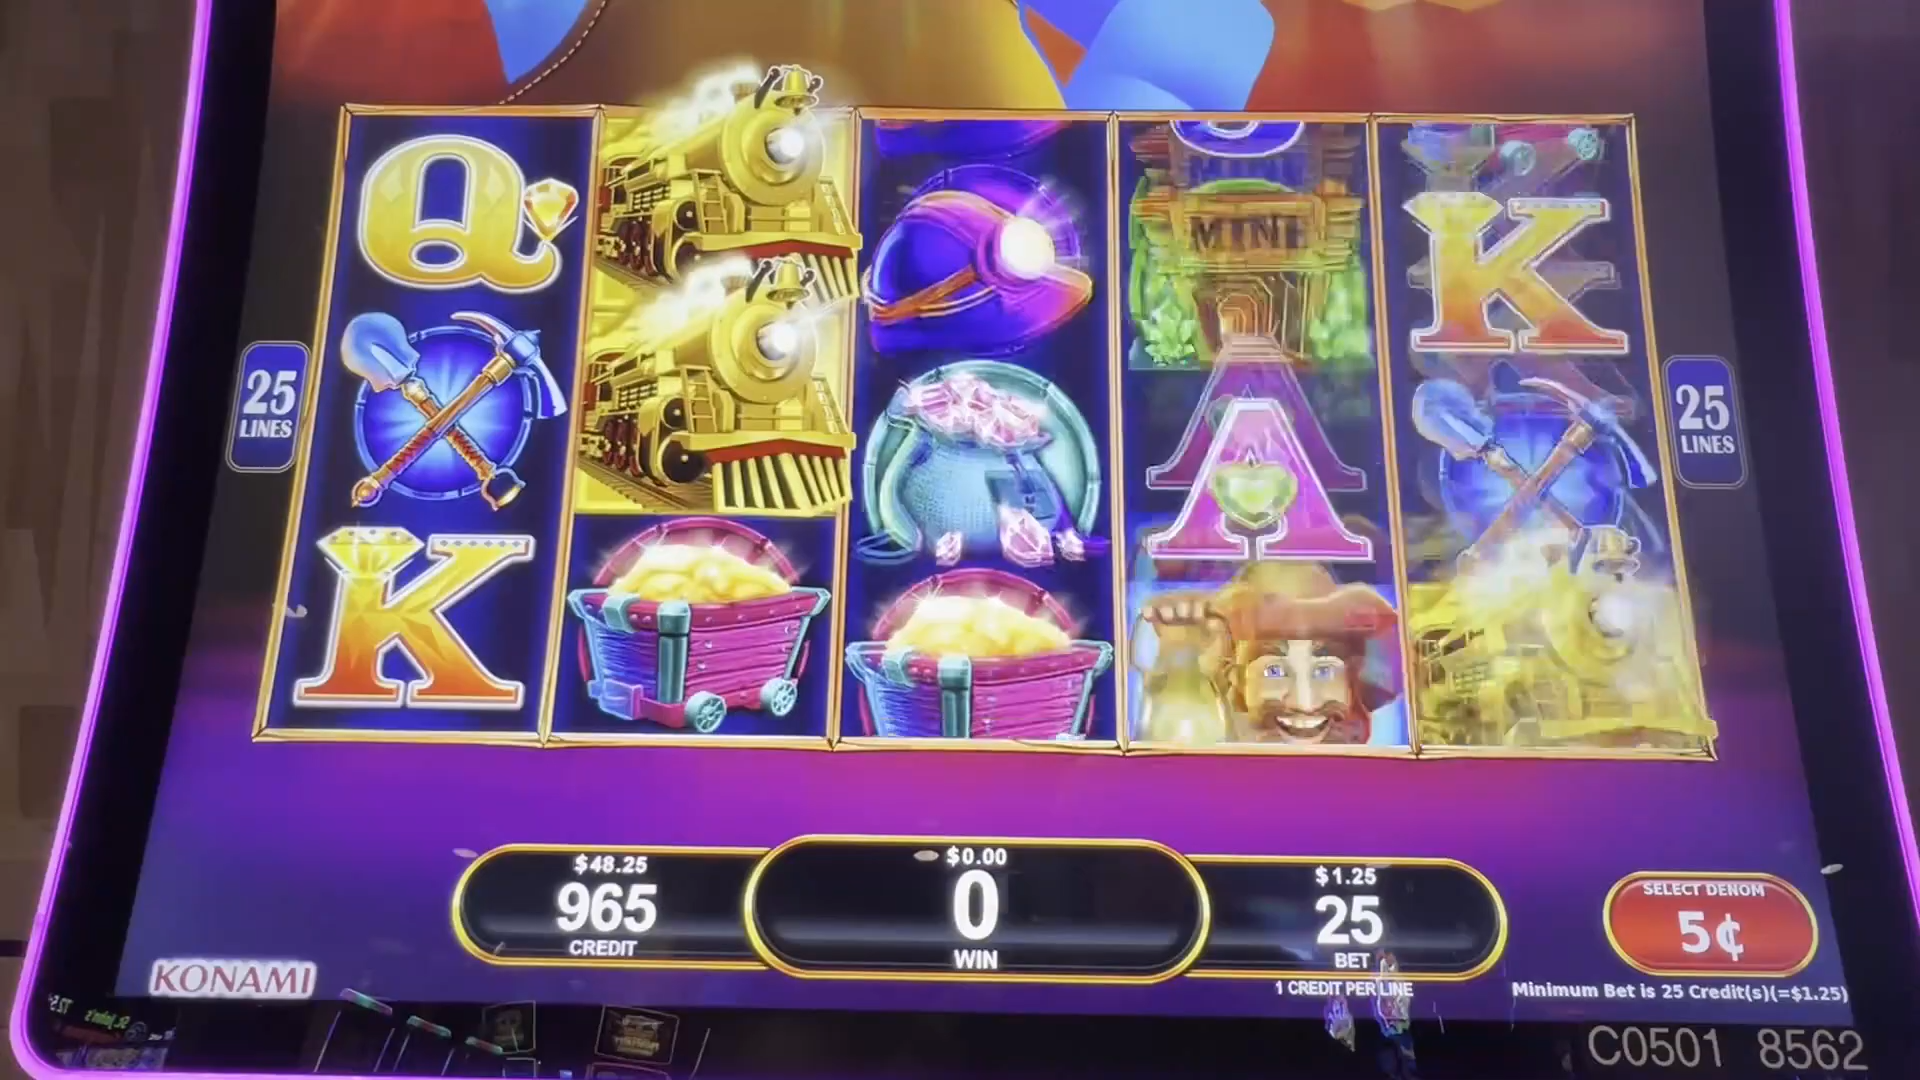 Q
MINE
MINE
K
25
LINES
25
LINES
A
K
$48.25
965
CREDIT
$0.00
0
WIN
$1.25
25
BET
1 CREDIT PER LINE
SELECT DENOM
5¢
Minimum Bet is 25 Credit(s)(=$1.25)
KONAMI
C0501 8562